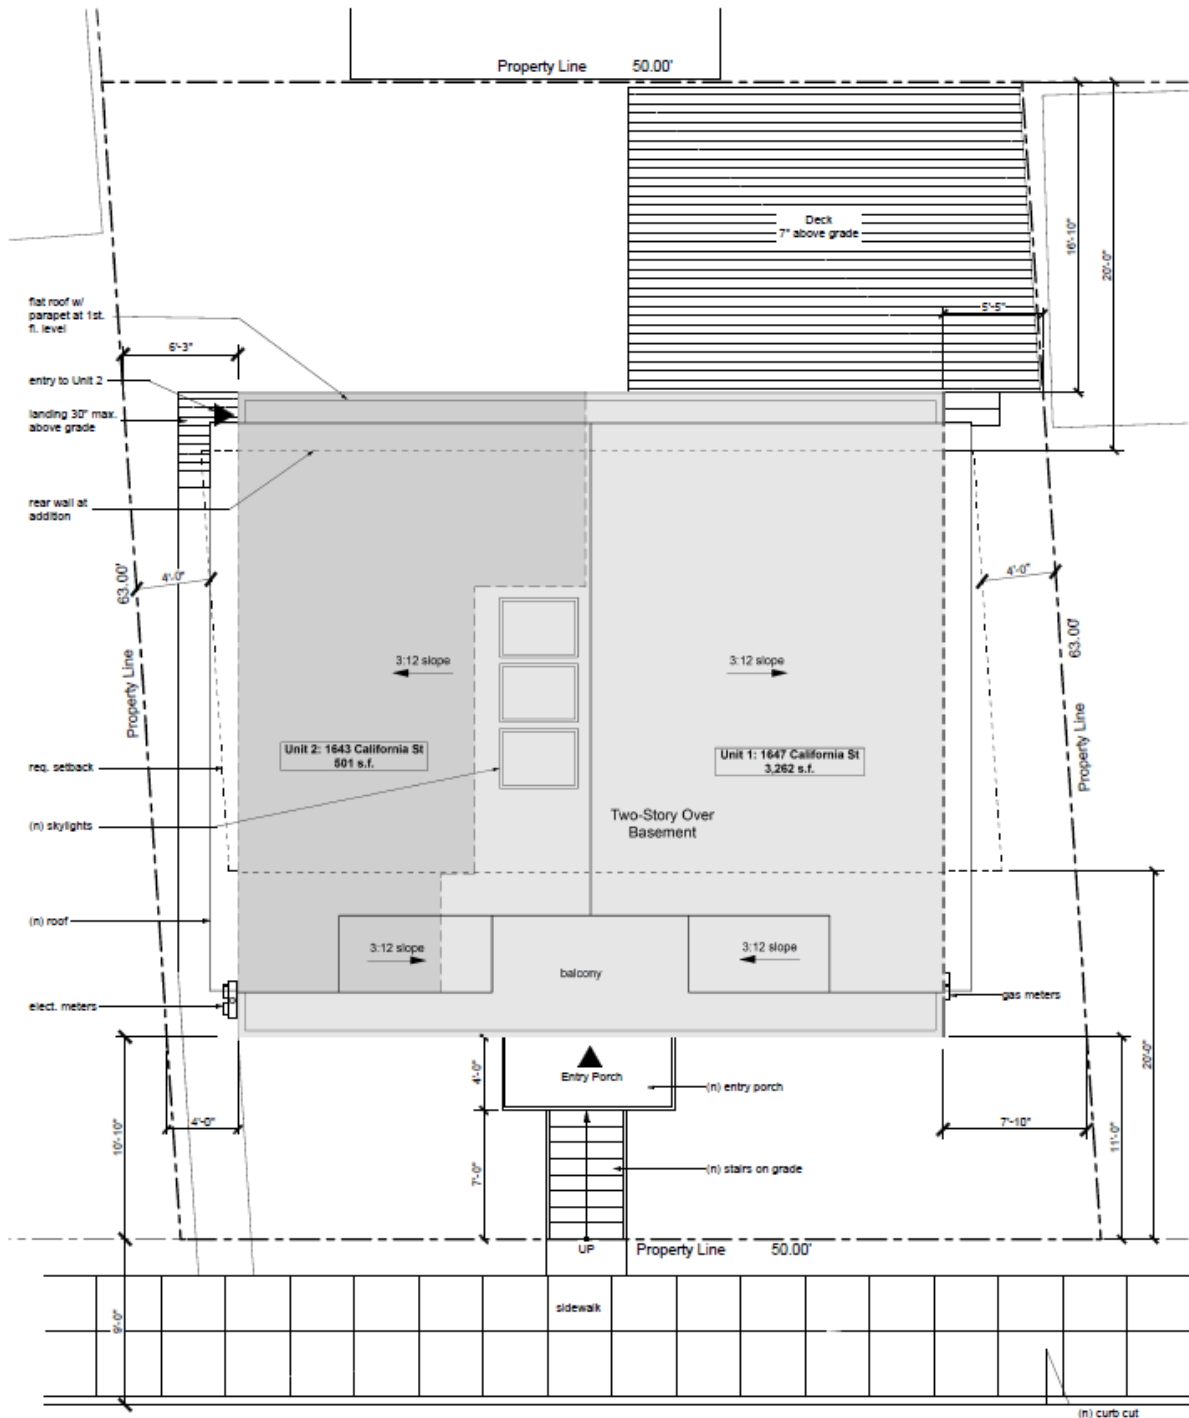 Property Line 50.00'
Deck
7" above grade
16'-10"
20'-0"
5'-5"
flat roof w/
parapet at 1st.
fl. level
6'-3"
entry to Unit 2
landing 30" max.
above grade
rear wall at
addition
4'-0"
63.00'
Property Line
4'-0"
63.00'
Property Line
3:12 slope
3:12 slope
Unit 2: 1643 California St
501 s.f.
Unit 1: 1647 California St
3,262 s.f.
req. setback
(n) skylights
Two-Story Over
Basement
(n) roof
3:12 slope
3:12 slope
balcony
elect. meters
gas meters
4'-0"
Entry Porch
(n) entry porch
20'-0"
10'-10"
4'-0"
7'-10"
11'-0"
7'-0"
(n) stairs on grade
UP
Property Line 50.00'
sidewalk
9'-0"
(n) curb cut